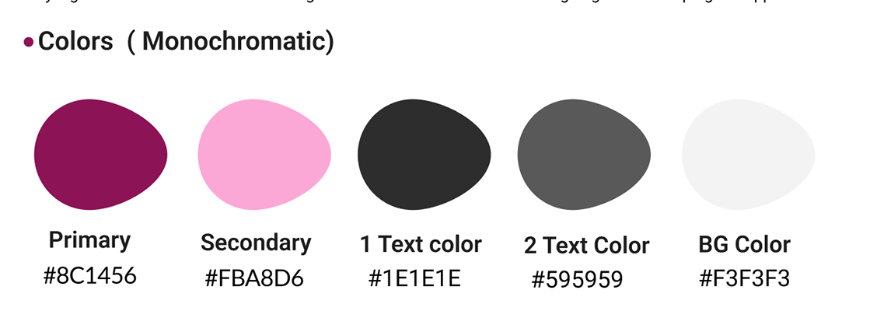 Colors ( Monochromatic)
Primary Secondary 1 Text color 2 Text Color BG Color
#8C1456 #FBA8D6 #1E1E1E #595959 #F3F3F3